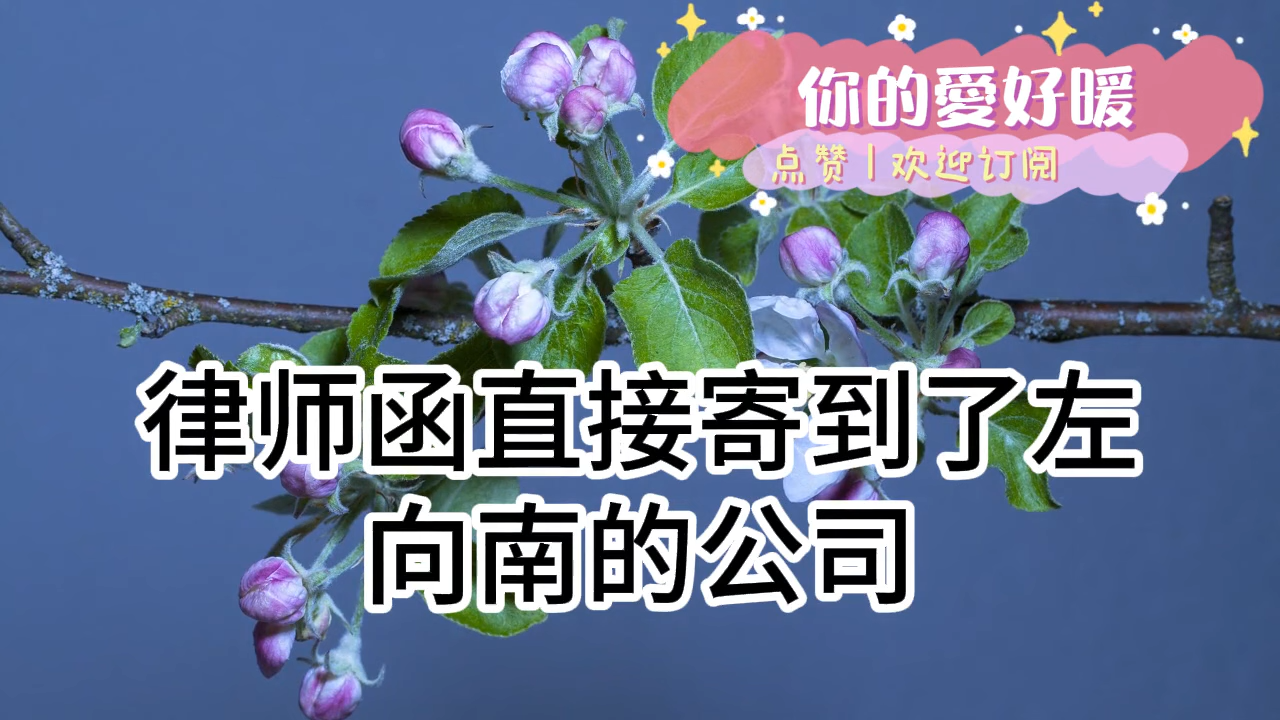 你的愛好暖
点赞 | 欢迎订阅
律师函直接寄到了左
向南的公司